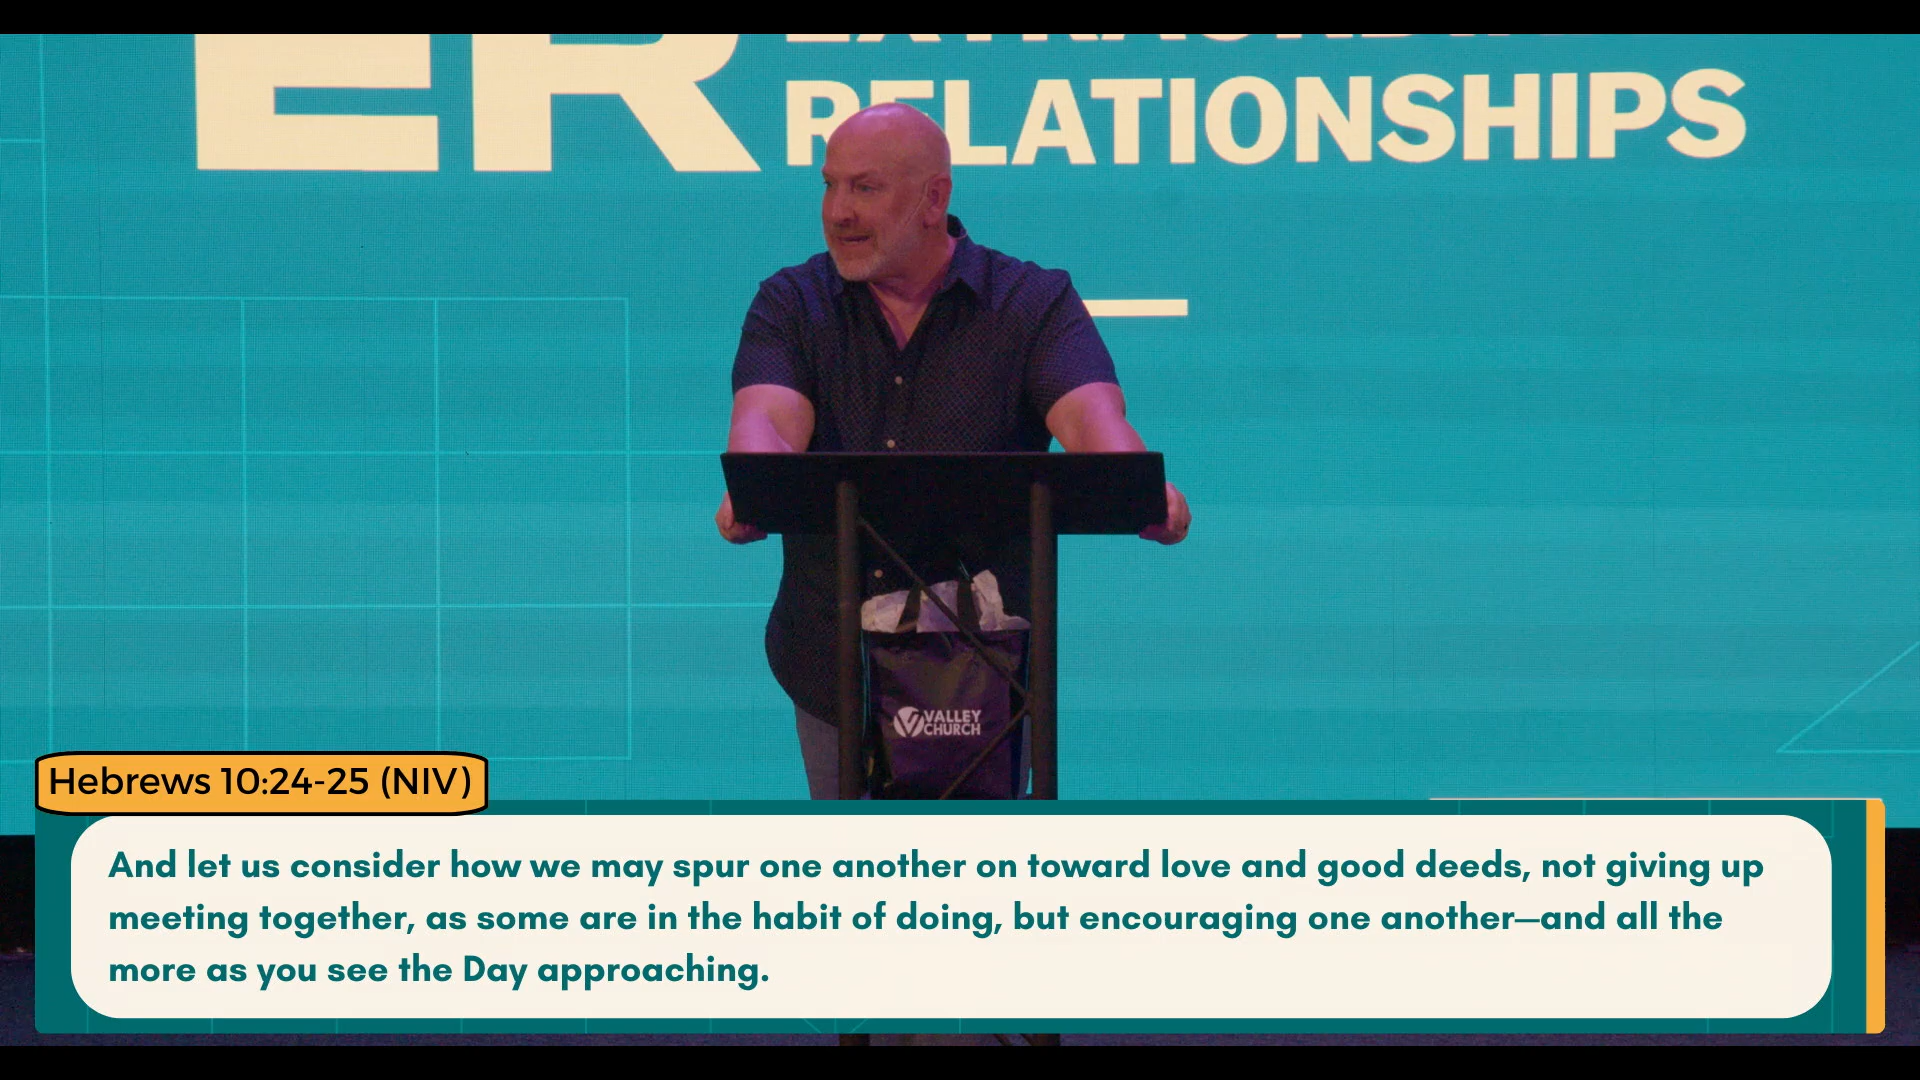 ER
RELATIONSHIPS
VALLEY
CHURCH
Hebrews 10:24-25 (NIV)
And let us consider how we may spur one another on toward love and good deeds, not giving up
meeting together, as some are in the habit of doing, but encouraging one another—and all the
more as you see the Day approaching.